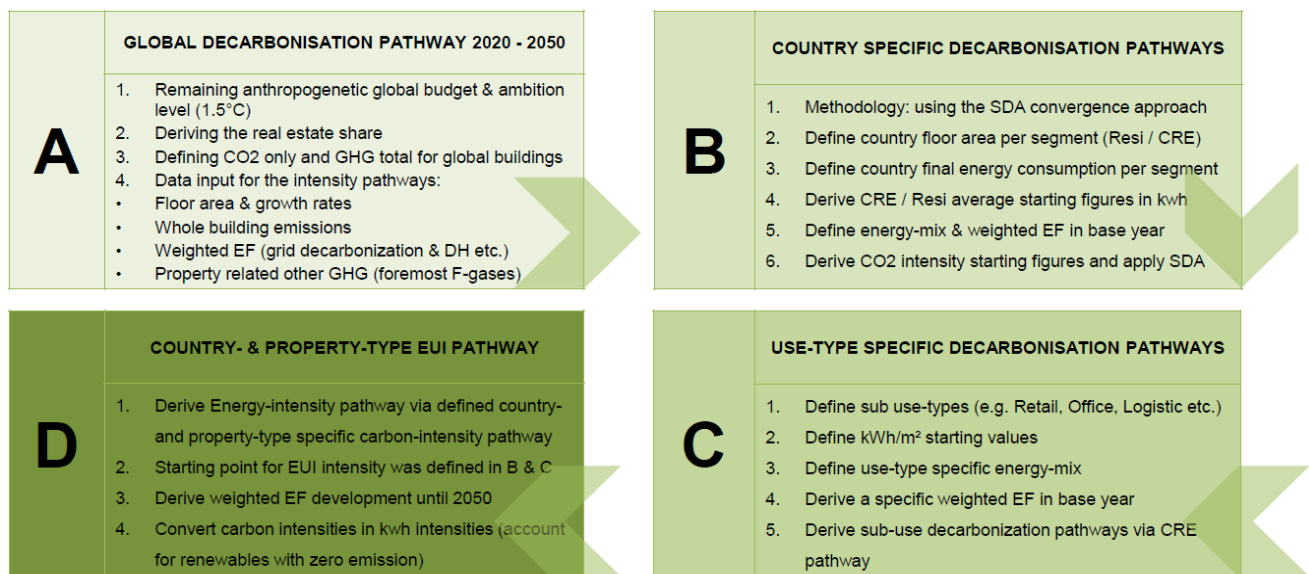 A
GLOBAL DECARBONISATION PATHWAY 2020 - 2050
1. Remaining anthropogenetic global budget & ambition
level (1.5°C)
2. Deriving the real estate share
3. Defining CO2 only and GHG total for global buildings
4. Data input for the intensity pathways:
• Floor area & growth rates
• Whole building emissions
• Weighted EF (grid decarbonization & DH etc.)
• Property related other GHG (foremost F-gases)
B
COUNTRY SPECIFIC DECARBONISATION PATHWAYS
1. Methodology: using the SDA convergence approach
2. Define country floor area per segment (Resi / CRE)
3. Define country final energy consumption per segment
4. Derive CRE / Resi average starting figures in kwh
5. Define energy-mix & weighted EF in base year
6. Derive CO2 intensity starting figures and apply SDA
D
COUNTRY- & PROPERTY-TYPE EUI PATHWAY
1. Derive Energy-intensity pathway via defined country-
and property-type specific carbon-intensity pathway
2. Starting point for EUI intensity was defined in B & C
3. Derive weighted EF development until 2050
4. Convert carbon intensities in kwh intensities (account
for renewables with zero emission)
C
USE-TYPE SPECIFIC DECARBONISATION PATHWAYS
1. Define sub use-types (e.g. Retail, Office, Logistic etc.)
2. Define kWh/m² starting values
3. Define use-type specific energy-mix
4. Derive a specific weighted EF in base year
5. Derive sub-use decarbonization pathways via CRE
pathway